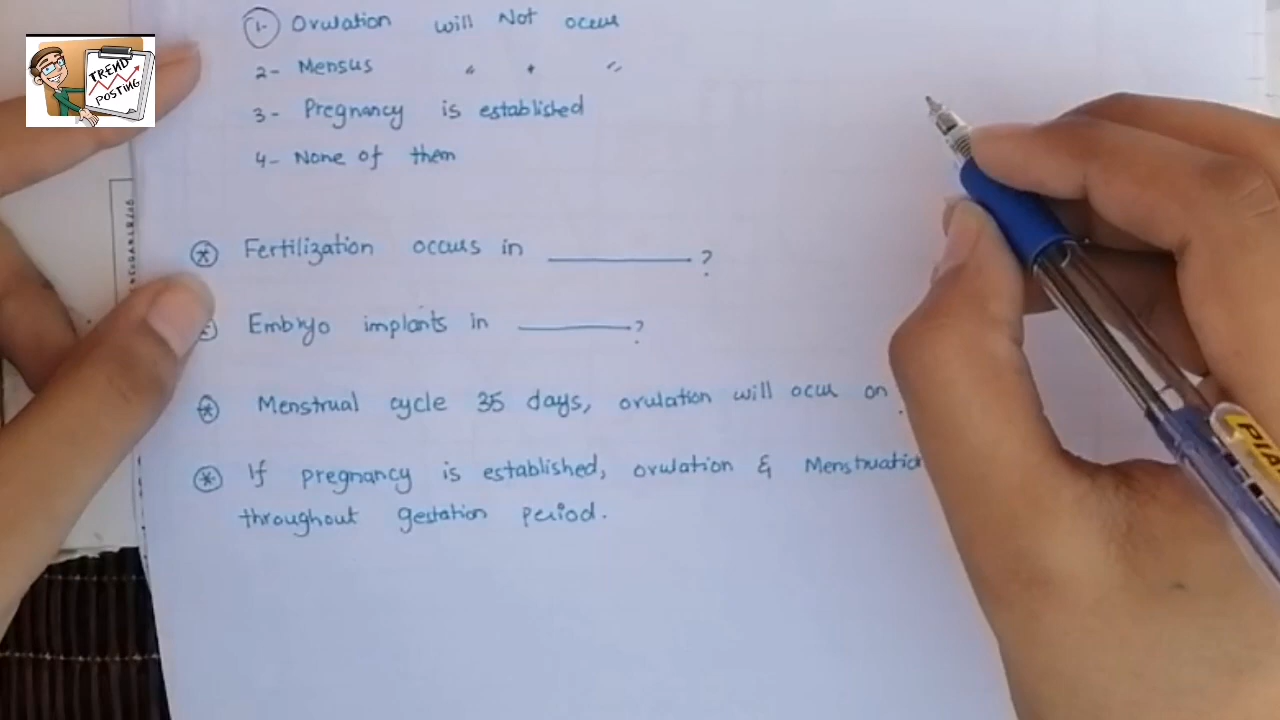 TREND
POSTING
1- Ovulation will Not occur
2- Mensus " " "
3- Pregnancy is established
4- None of them
* Fertilization occurs in ________?
Embryo implants in ________?
* Menstrual cycle 35 days, ovulation will occur on
* If pregnancy is established, ovulation & Menstruation
throughout gestation period.